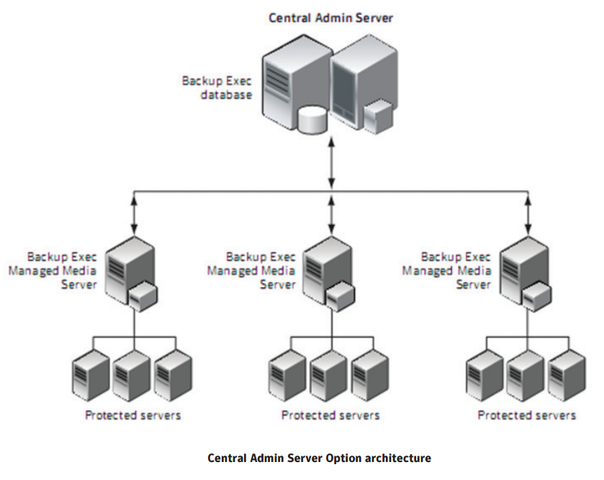 Central Admin Server
Backup Exec
database
Backup Exec
Managed Media
Server
Backup Exec
Managed Media
Server
Backup Exec
Managed Media
Server
Protected servers
Protected servers
Protected servers
Central Admin Server Option architecture